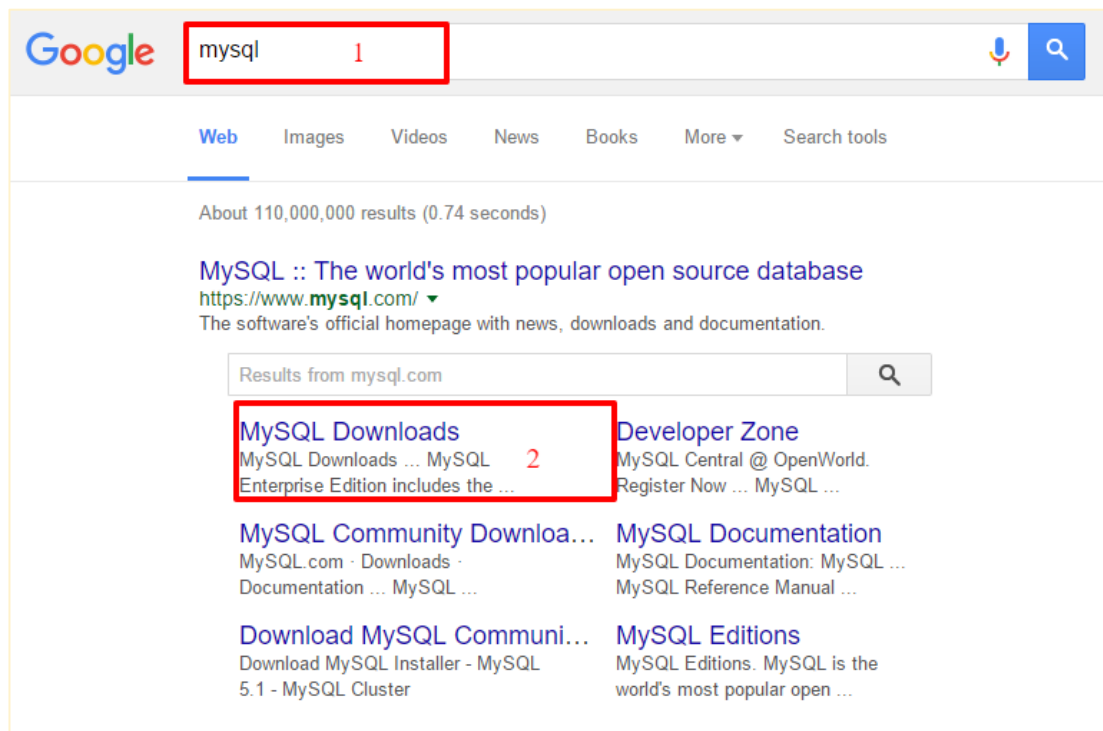 Google mysql 1
Web Images Videos News Books More Search tools
About 110,000,000 results (0.74 seconds)
MySQL :: The world's most popular open source database
https://www.mysql.com/
The software's official homepage with news, downloads and documentation.
Results from mysql.com
MySQL Downloads
MySQL Downloads ... MySQL 2
Enterprise Edition includes the ...
Developer Zone
MySQL Central @ OpenWorld.
Register Now ... MySQL ...
MySQL Community Downloa...
MySQL.com · Downloads ·
Documentation ... MySQL ...
MySQL Documentation
MySQL Documentation: MySQL ...
MySQL Reference Manual ...
Download MySQL Communi...
Download MySQL Installer - MySQL
5.1 - MySQL Cluster
MySQL Editions
MySQL Editions. MySQL is the
world's most popular open ...